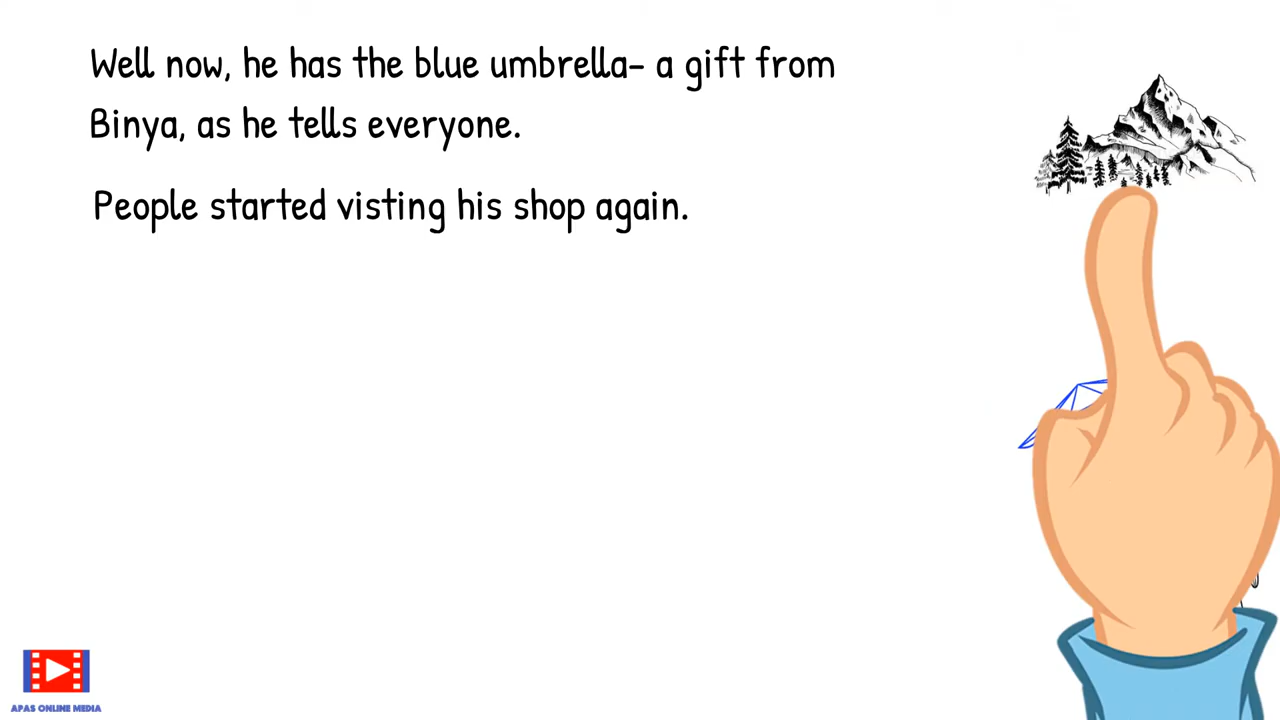 Well now, he has the blue umbrella- a gift from
Binya, as he tells everyone.
People started visting his shop again.
APAS ONLINE MEDIA